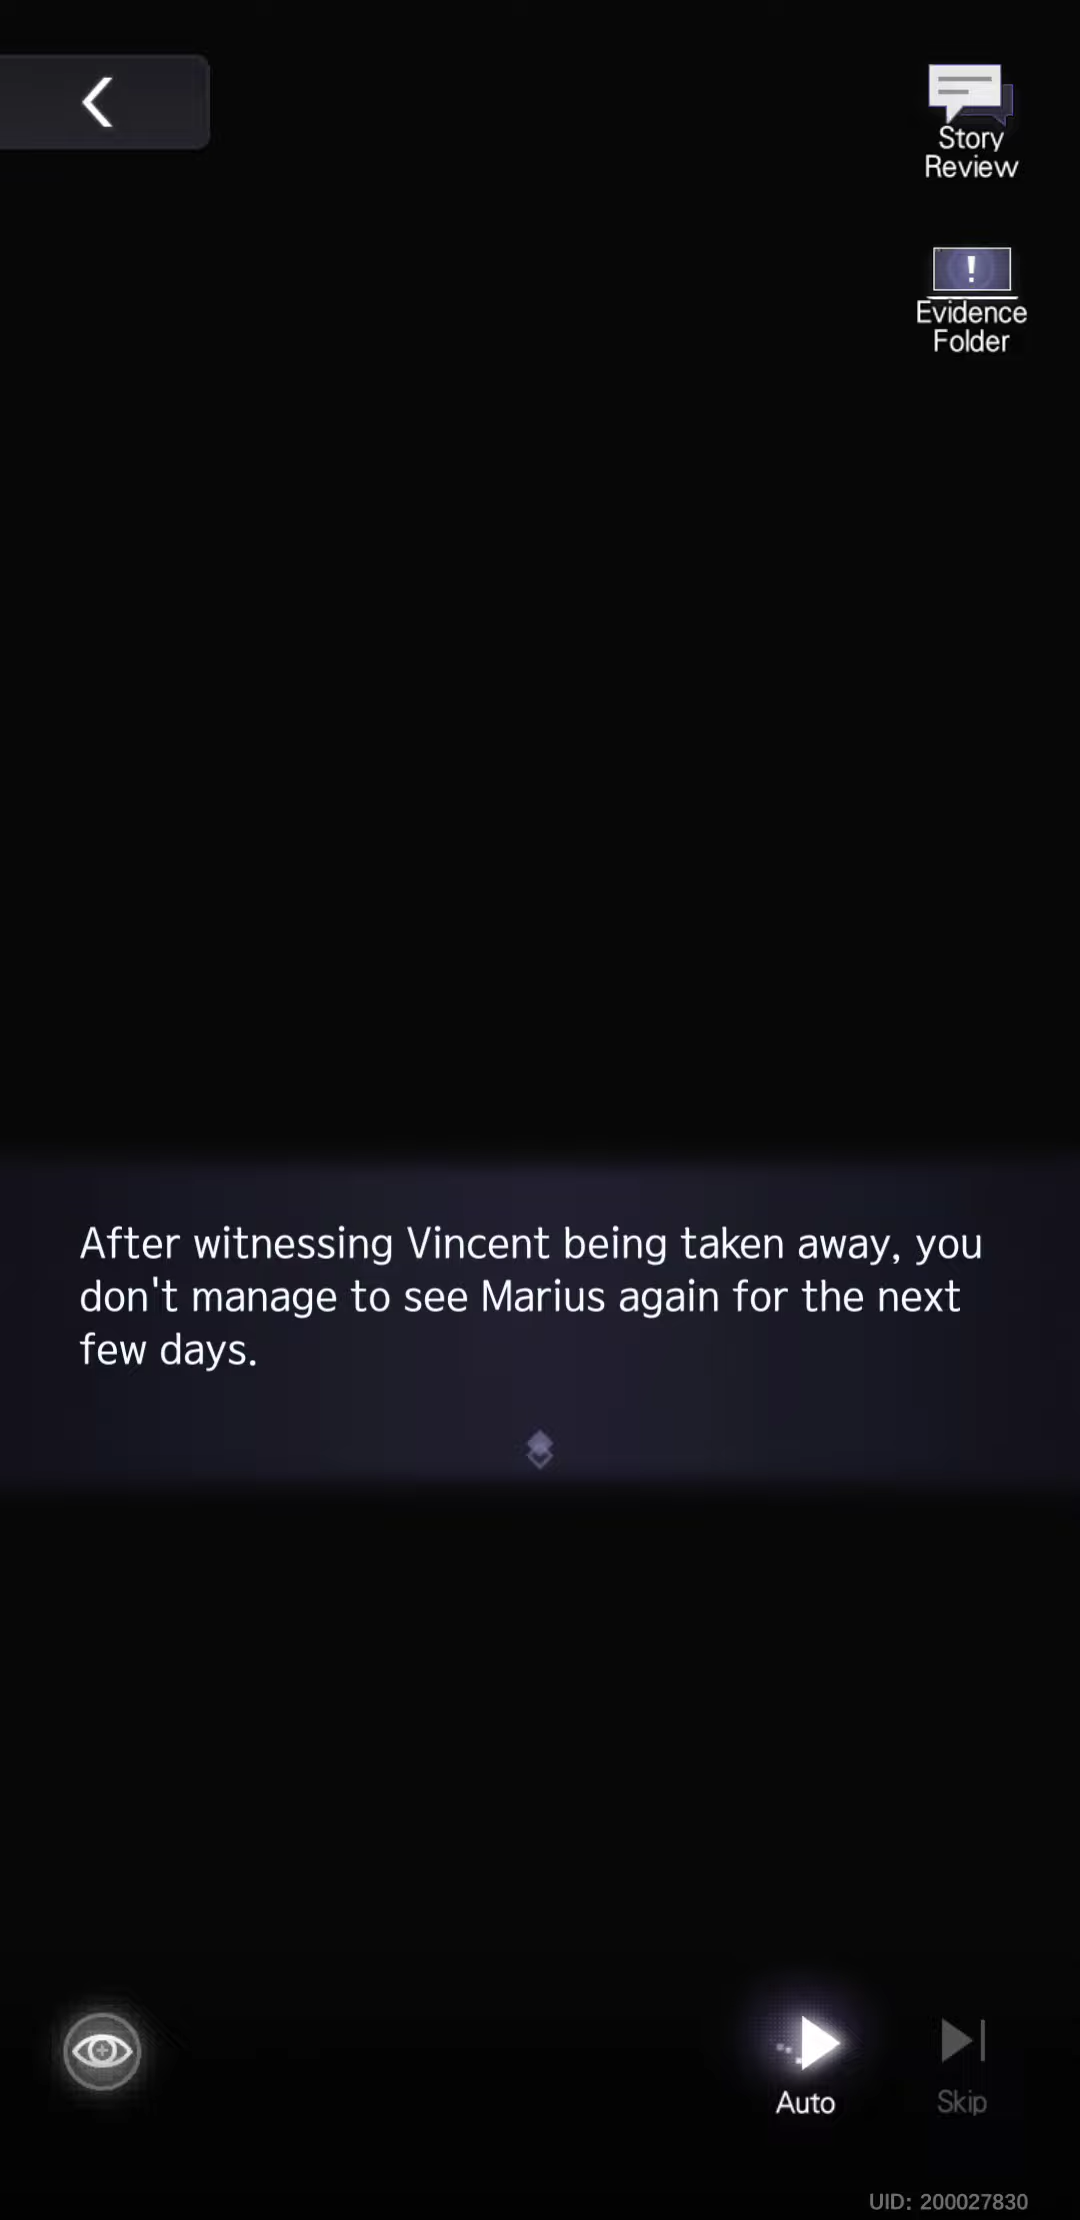 Story
Review
Evidence
Folder
After witnessing Vincent being taken away, you
don't manage to see Marius again for the next
few days.
Auto
Skip
UID: 200027830